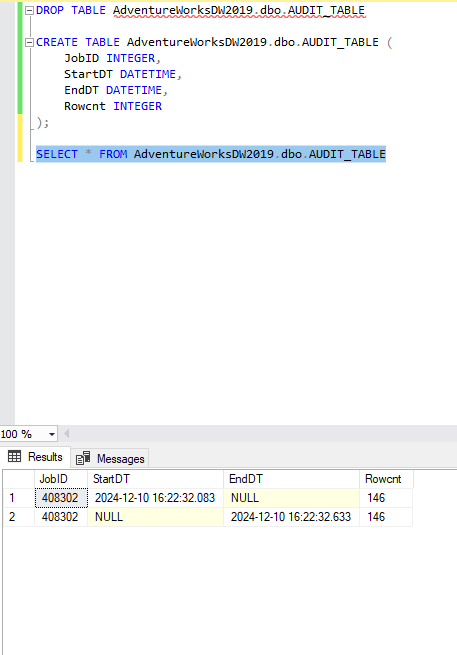 DROP TABLE AdventureWorksDW2019.dbo.AUDIT_TABLE
CREATE TABLE AdventureWorksDW2019.dbo.AUDIT_TABLE (
JobID INTEGER,
StartDT DATETIME,
EndDT DATETIME,
Rowcnt INTEGER
);
SELECT * FROM AdventureWorksDW2019.dbo.AUDIT_TABLE
100 %
Results Messages
JobID StartDT EndDT Rowcnt
1 408302 2024-12-10 16:22:32.083 NULL 146
2 408302 NULL 2024-12-10 16:22:32.633 146